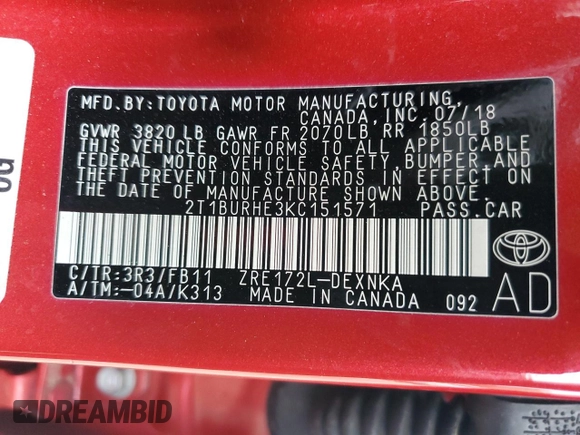 MFD.BY:TOYOTA MOTOR MANUFACTURING,
CANADA,INC.07/18
GVWR 3820LB GAWR FR 2070LB RR 1850LB
THIS VEHICLE CONFORMS TO ALL APPLICABLE
FEDERAL MOTOR VEHICLE SAFETY, BUMPER AND
THEFT PREVENTION STANDARDS IN EFFECT ON
THE DATE OF MANUFACTURE SHOWN ABOVE.
2T1BURHE3KC151571 PASS.CAR
C/TR:3R3/FB11 ZRE172L-DEXNKA
A/TM:-04A/K313 MADE IN CANADA 092
AD
DREAMBID